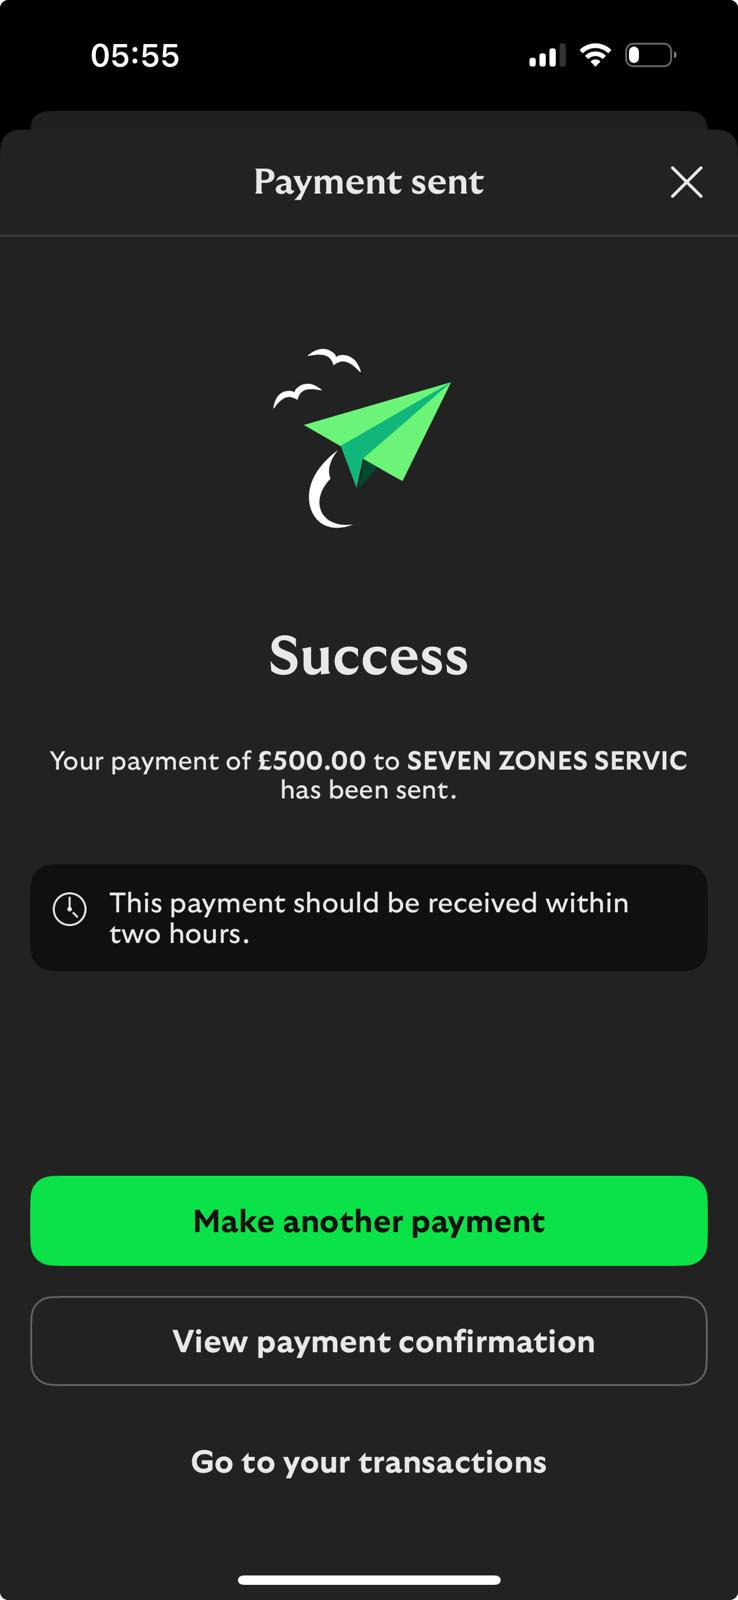 05:55
Payment sent
Success
Your payment of £500.00 to SEVEN ZONES SERVIC
has been sent.
This payment should be received within
two hours.
Make another payment
View payment confirmation
Go to your transactions